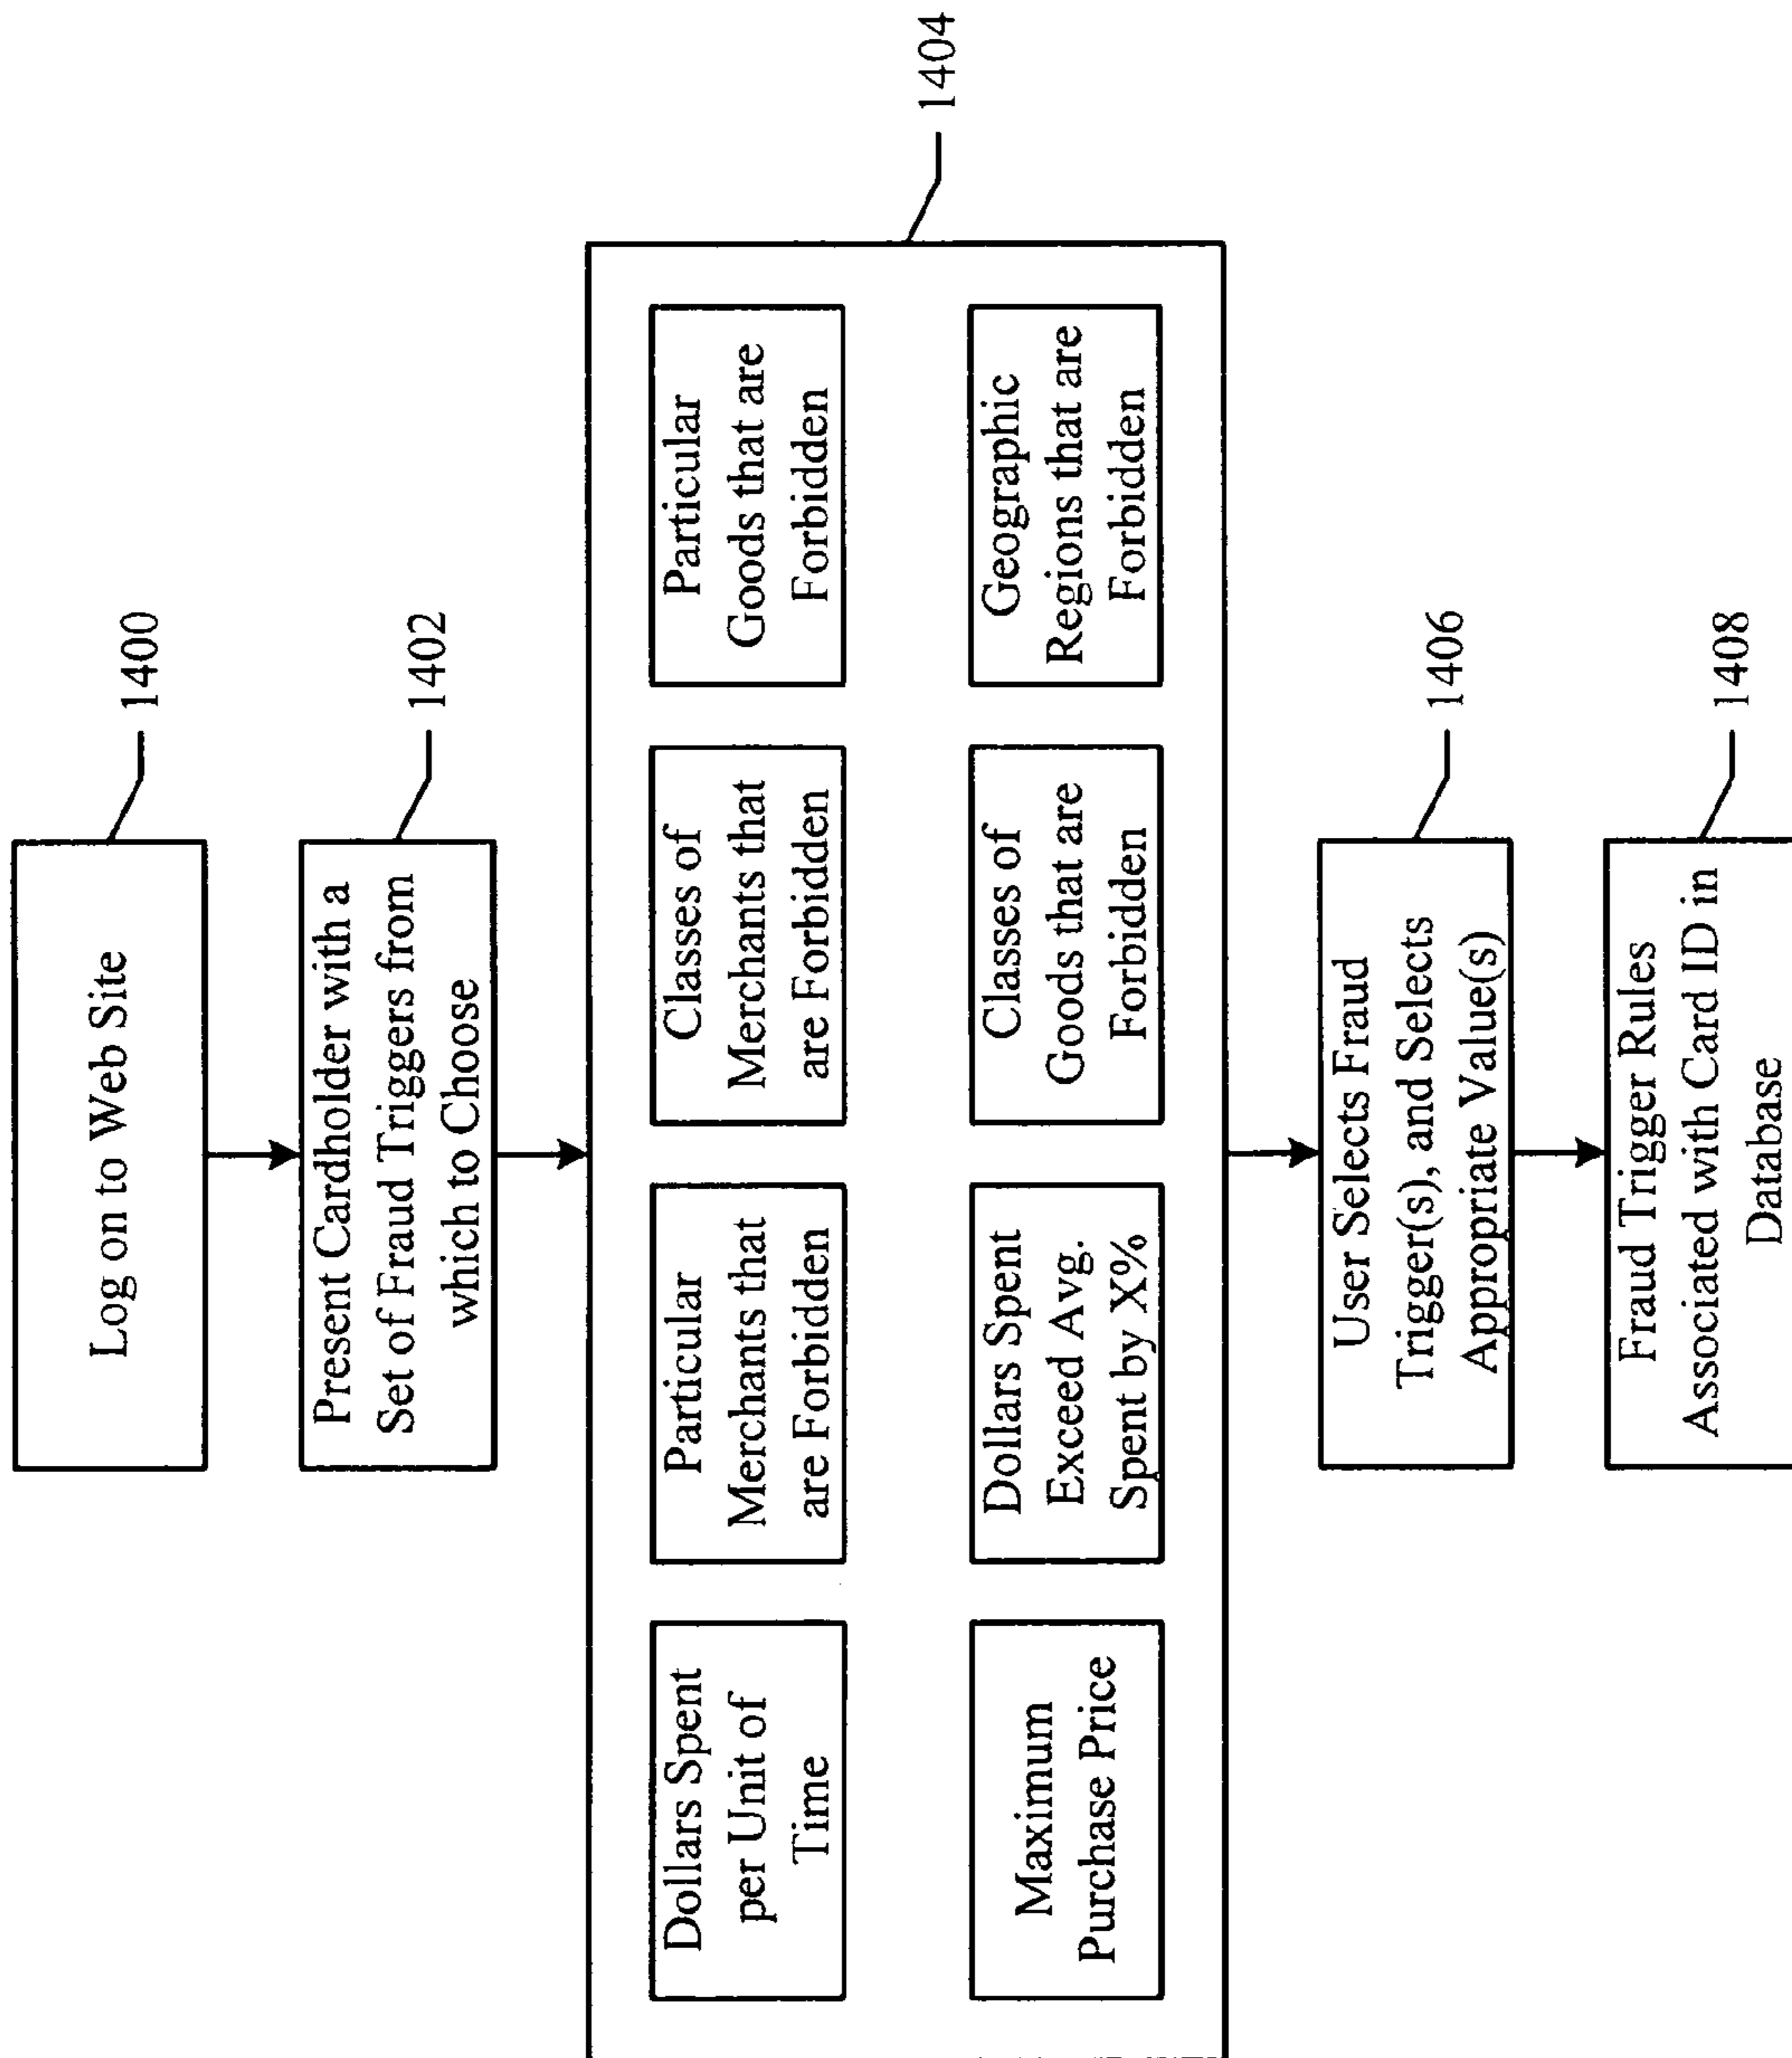 Log on to Web Site
1400
Present Cardholder with a
Set of Fraud Triggers from
which to Choose
1402
1404
Dollars Spent
per Unit of
Time
Particular
Merchants that
are Forbidden
Classes of
Merchants that
are Forbidden
Particular
Goods that are
Forbidden
Maximum
Purchase Price
Dollars Spent
Exceed Avg.
Spent by X%
Classes of
Goods that are
Forbidden
Geographic
Regions that are
Forbidden
User Selects Fraud
Trigger(s), and Selects
Appropriate Value(s)
1406
Fraud Trigger Rules
Associated with Card ID in
Database
1408